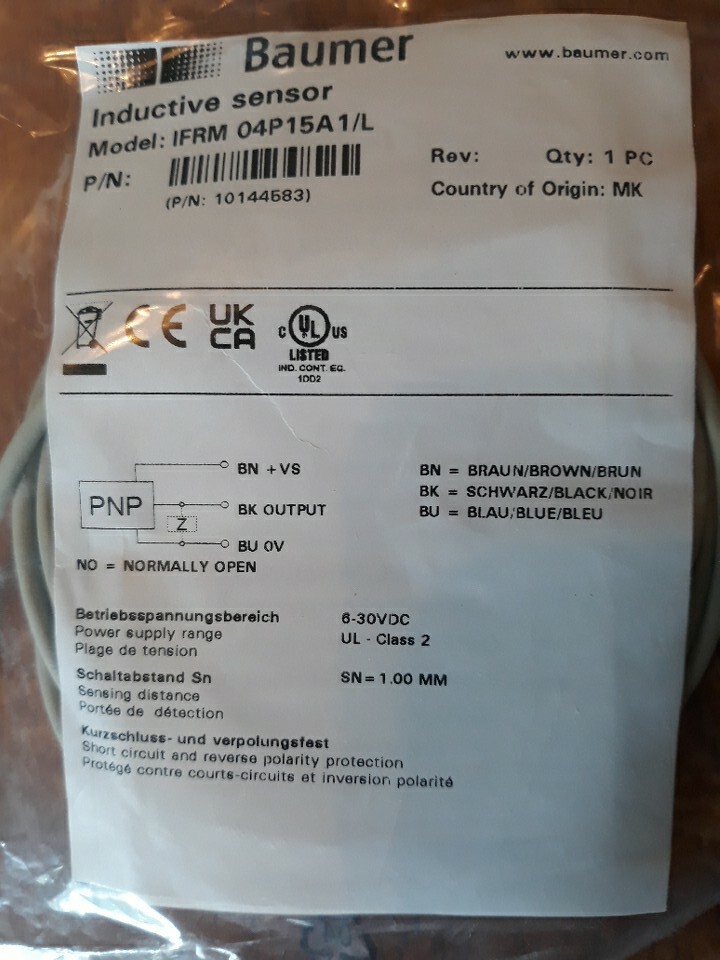 Baumer
www.baumer.com
Inductive sensor
Model: IFRM 04P15A1/L
P/N:
(P/N: 10144583)
Rev: Qty: 1 PC
Country of Origin: MK
CE UK CA
C UL US
LISTED
IND. CONT. EQ.
1DD2
PNP
Z
BN +VS
BK OUTPUT
BU 0V
NO = NORMALLY OPEN
BN = BRAUN/BROWN/BRUN
BK = SCHWARZ/BLACK/NOIR
BU = BLAU/BLUE/BLEU
Betriebsspannungsbereich 6-30VDC
Power supply range UL - Class 2
Plage de tension
Schaltabstand Sn SN = 1.00 MM
Sensing distance
Portée de détection
Kurzschluss- und verpolungsfest
Short circuit and reverse polarity protection
Protégé contre courts-circuits et inversion polarité